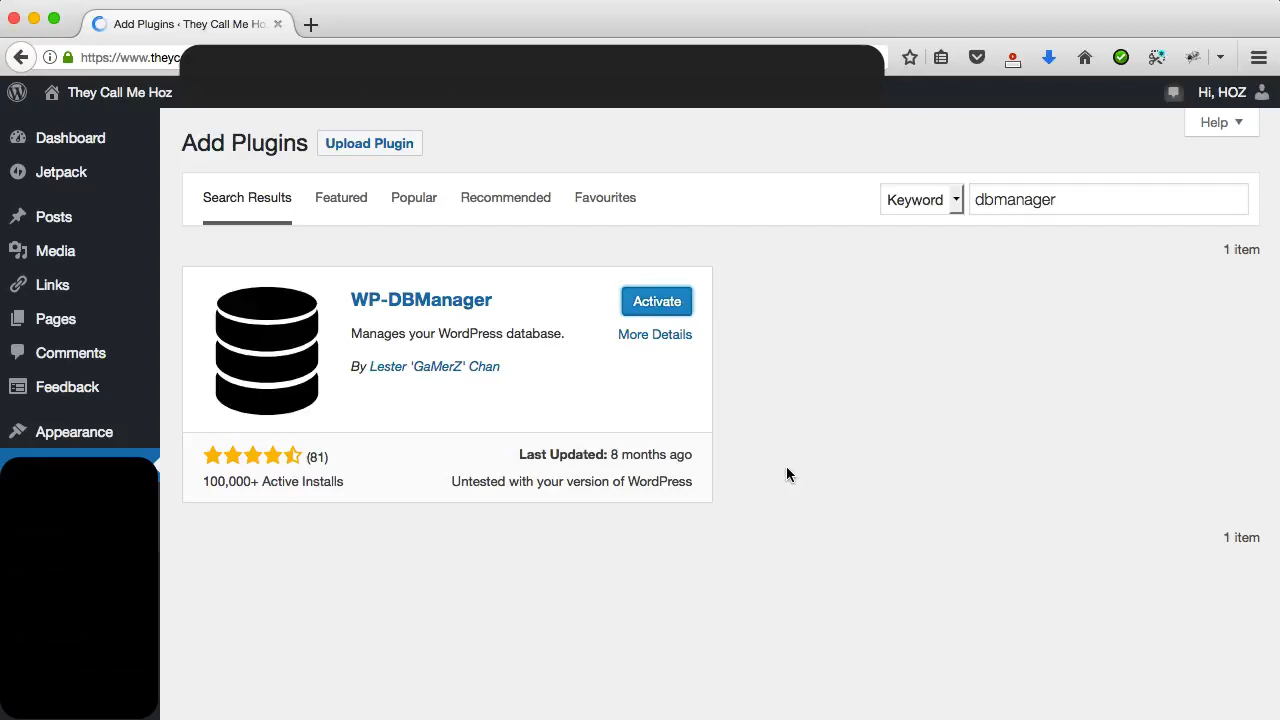 Add Plugins ‹ They Call Me Ho
https://www.theyc
They Call Me Hoz
Hi, HOZ
Dashboard
Jetpack
Posts
Media
Links
Pages
Comments
Feedback
Appearance
Help
Add Plugins
Upload Plugin
Search Results
Featured
Popular
Recommended
Favourites
Keyword
dbmanager
1 item
WP-DBManager
Activate
Manages your WordPress database.
More Details
By Lester 'GaMerZ' Chan
(81)
Last Updated: 8 months ago
100,000+ Active Installs
Untested with your version of WordPress
1 item